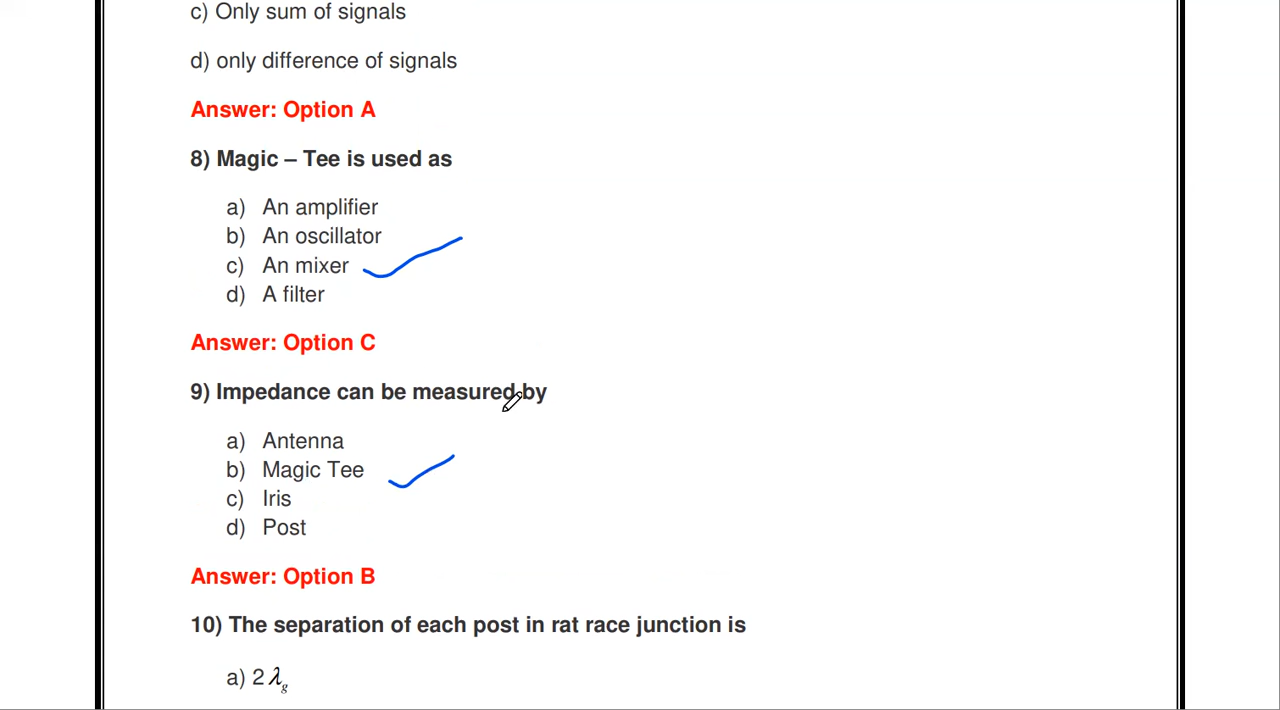 c) Only sum of signals
d) only difference of signals
Answer: Option A
8) Magic – Tee is used as
a) An amplifier
b) An oscillator
c) An mixer
d) A filter
Answer: Option C
9) Impedance can be measured by
a) Antenna
b) Magic Tee
c) Iris
d) Post
Answer: Option B
10) The separation of each post in rat race junction is
a) 2 λg